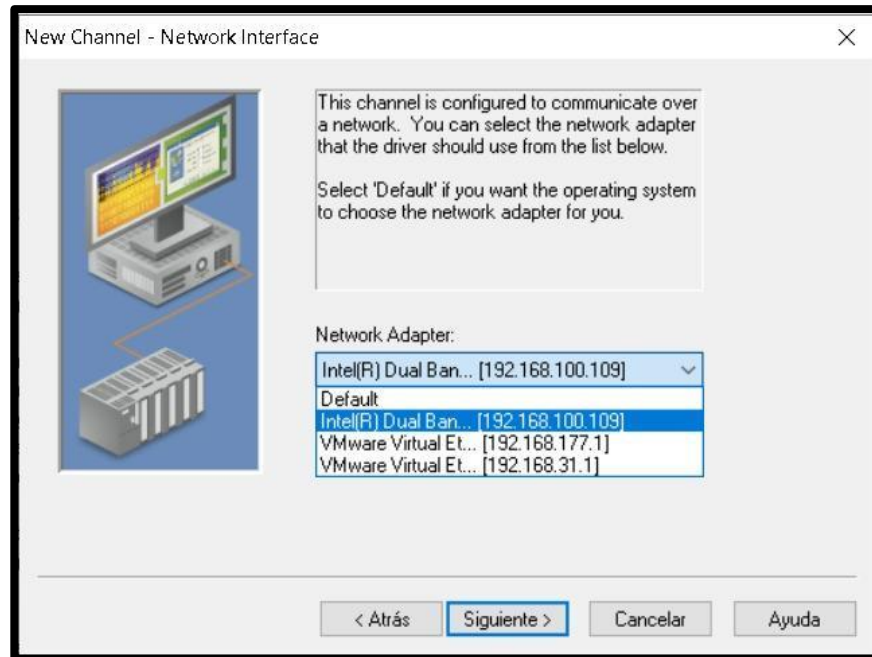 New Channel - Network Interface
This channel is configured to communicate over
a network. You can select the network adapter
that the driver should use from the list below.
Select 'Default' if you want the operating system
to choose the network adapter for you.
Network Adapter:
Intel(R) Dual Ban... [192.168.100.109]
Default
Intel(R) Dual Ban... [192.168.100.109]
VMware Virtual Et... [192.168.177.1]
VMware Virtual Et... [192.168.31.1]
< Atrás
Siguiente >
Cancelar
Ayuda